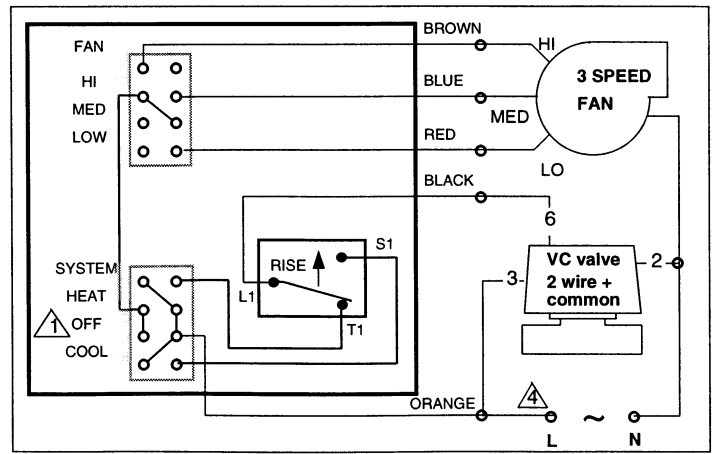 BROWN
FAN
HI
HI
3 SPEED
FAN
BLUE
MED
MED
LOW
RED
LO
BLACK
6
S1
SYSTEM
RISE
VC valve
2
HEAT
L1
3
2 wire +
common
1
OFF
T1
COOL
ORANGE
4
L ~ N